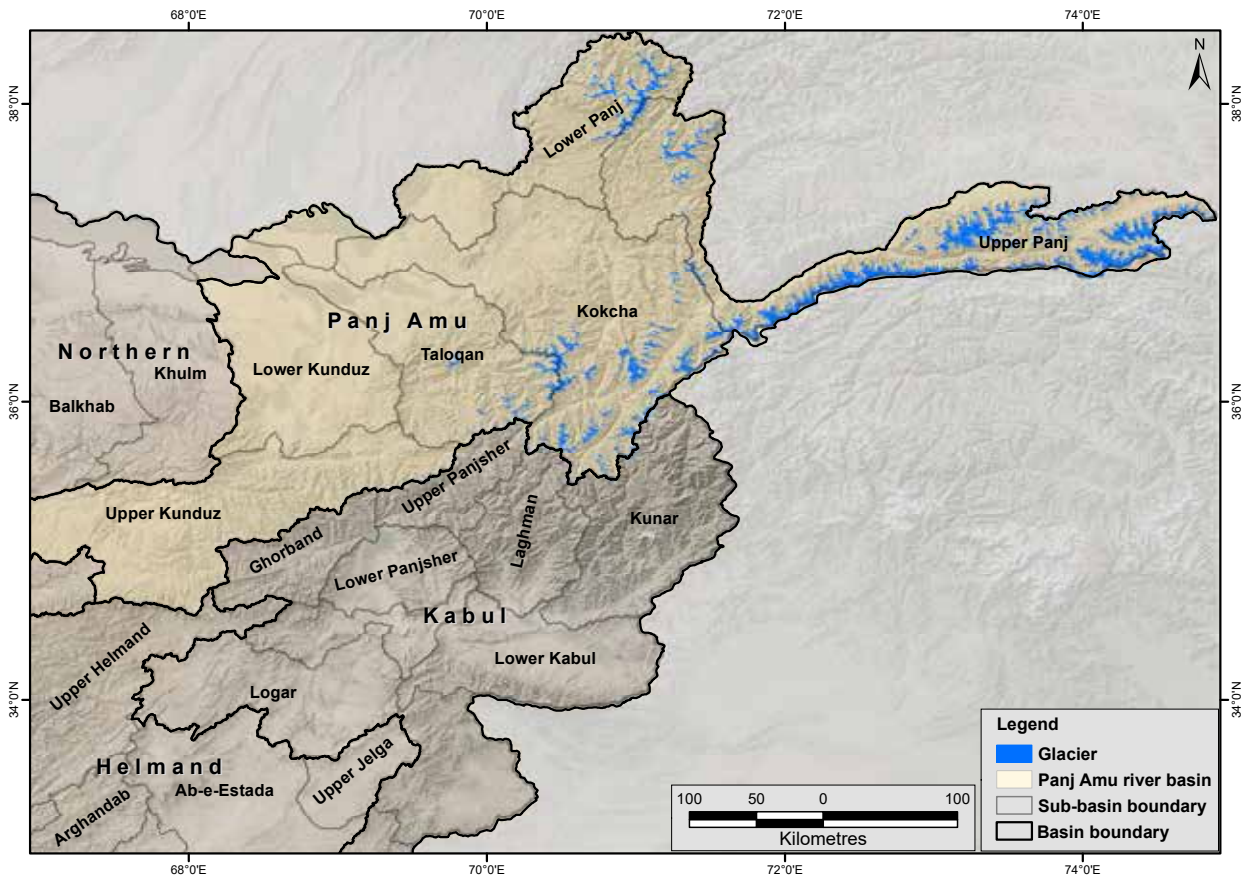 68°0'E
70°0'E
72°0'E
74°0'E
N
38°0'N
38°0'N
Lower Panj
Upper Panj
Kokcha
Panj Amu
Northern
Taloqan
Khulm
Lower Kunduz
Balkhab
36°0'N
36°0'N
Upper Panjsher
Upper Kunduz
Laghman
Kunar
Ghorband
Lower Panjsher
Kabul
Upper Helmand
Lower Kabul
Logar
34°0'N
34°0'N
Helmand
Upper Jelga
Ab-e-Estada
Arghandab
Legend
Glacier
Panj Amu river basin
Sub-basin boundary
Basin boundary
100 50 0 100
Kilometres
68°0'E
70°0'E
72°0'E
74°0'E